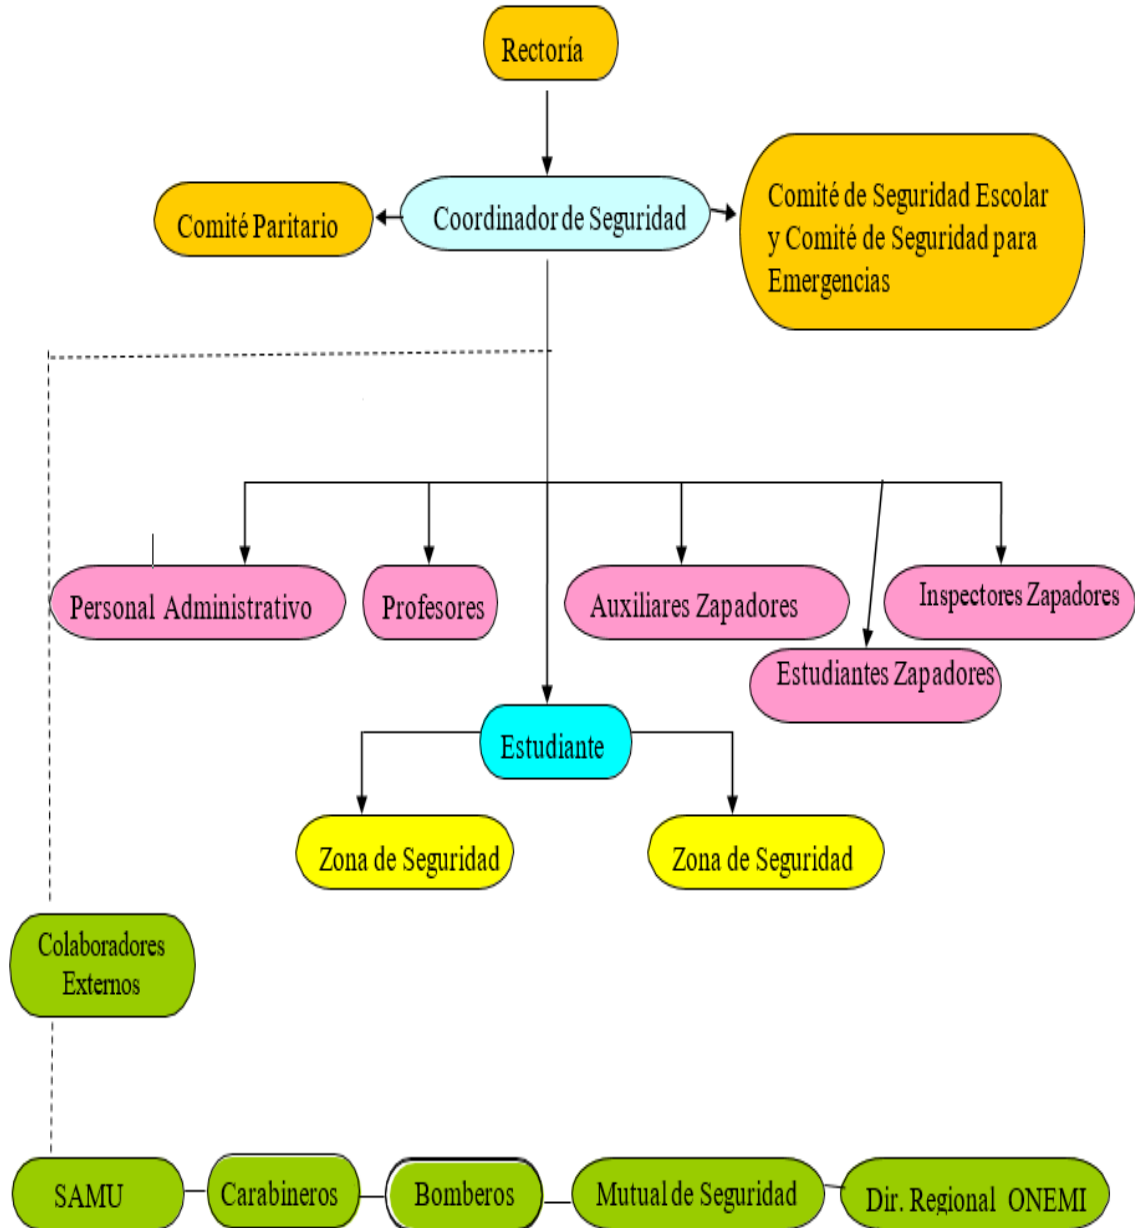 Rectoría
Comité Paritario
Coordinador de Seguridad
Comité de Seguridad Escolar
y Comité de Seguridad para
Emergencias
Personal Administrativo
Profesores
Auxiliares Zapadores
Inspectores Zapadores
Estudiantes Zapadores
Estudiante
Zona de Seguridad
Zona de Seguridad
Colaboradores
Externos
SAMU
Carabineros
Bomberos
Mutual de Seguridad
Dir. Regional ONEMI